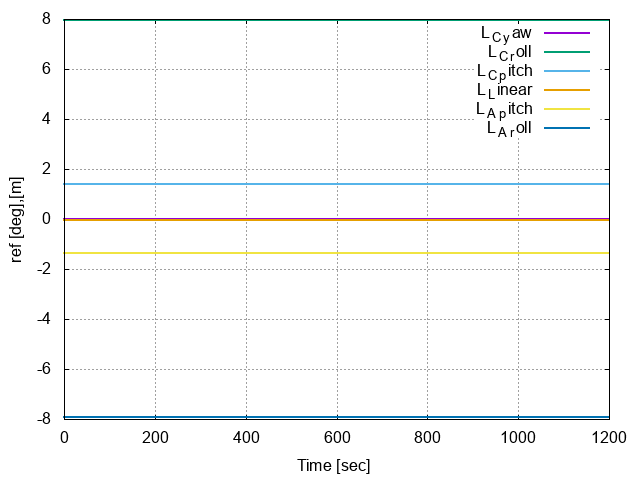 8
6
4
2
0
-2
-4
-6
-8
0 200 400 600 800 1000 1200
ref [deg],[m]
Time [sec]
L_Cyaw
L_Croll
L_Cpitch
L_Linear
L_Apitch
L_Aroll